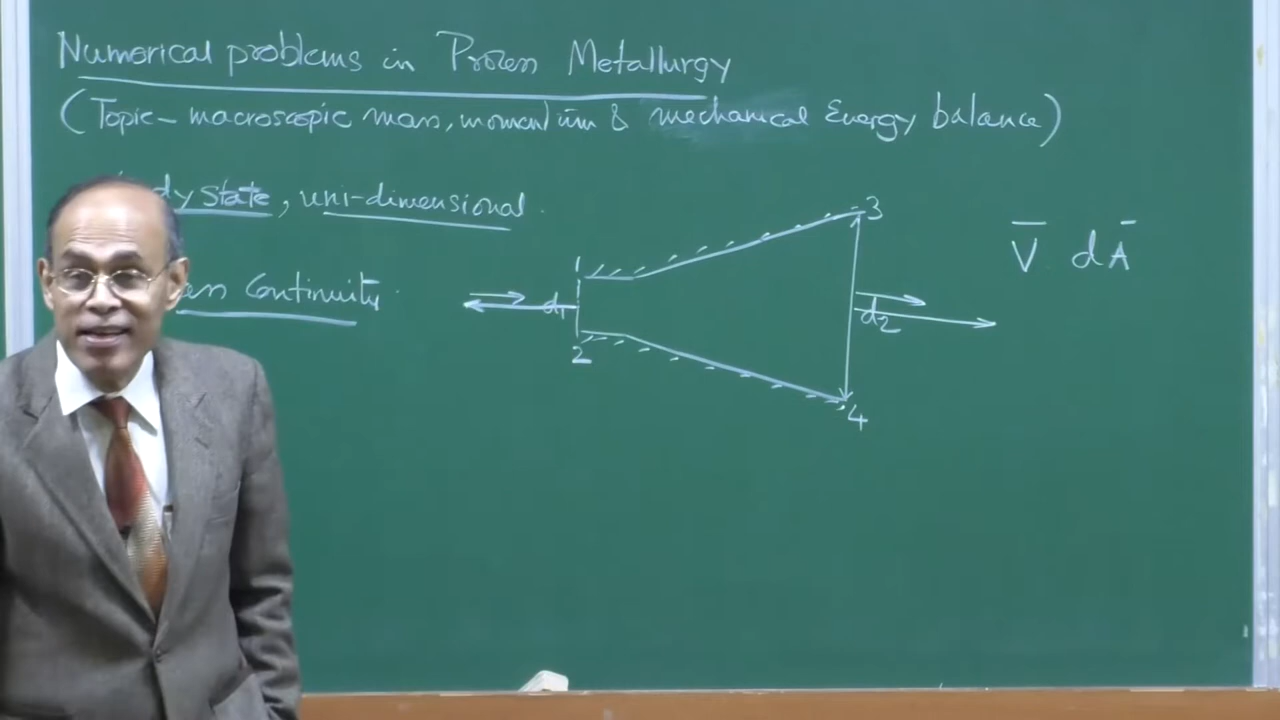 Numerical problems in Process Metallurgy
(Topic - macroscopic mass, momentum & mechanical Energy balance)
dy State, uni-dimensional.
Continuity.
1
3
d1
d2
2
4
V dA